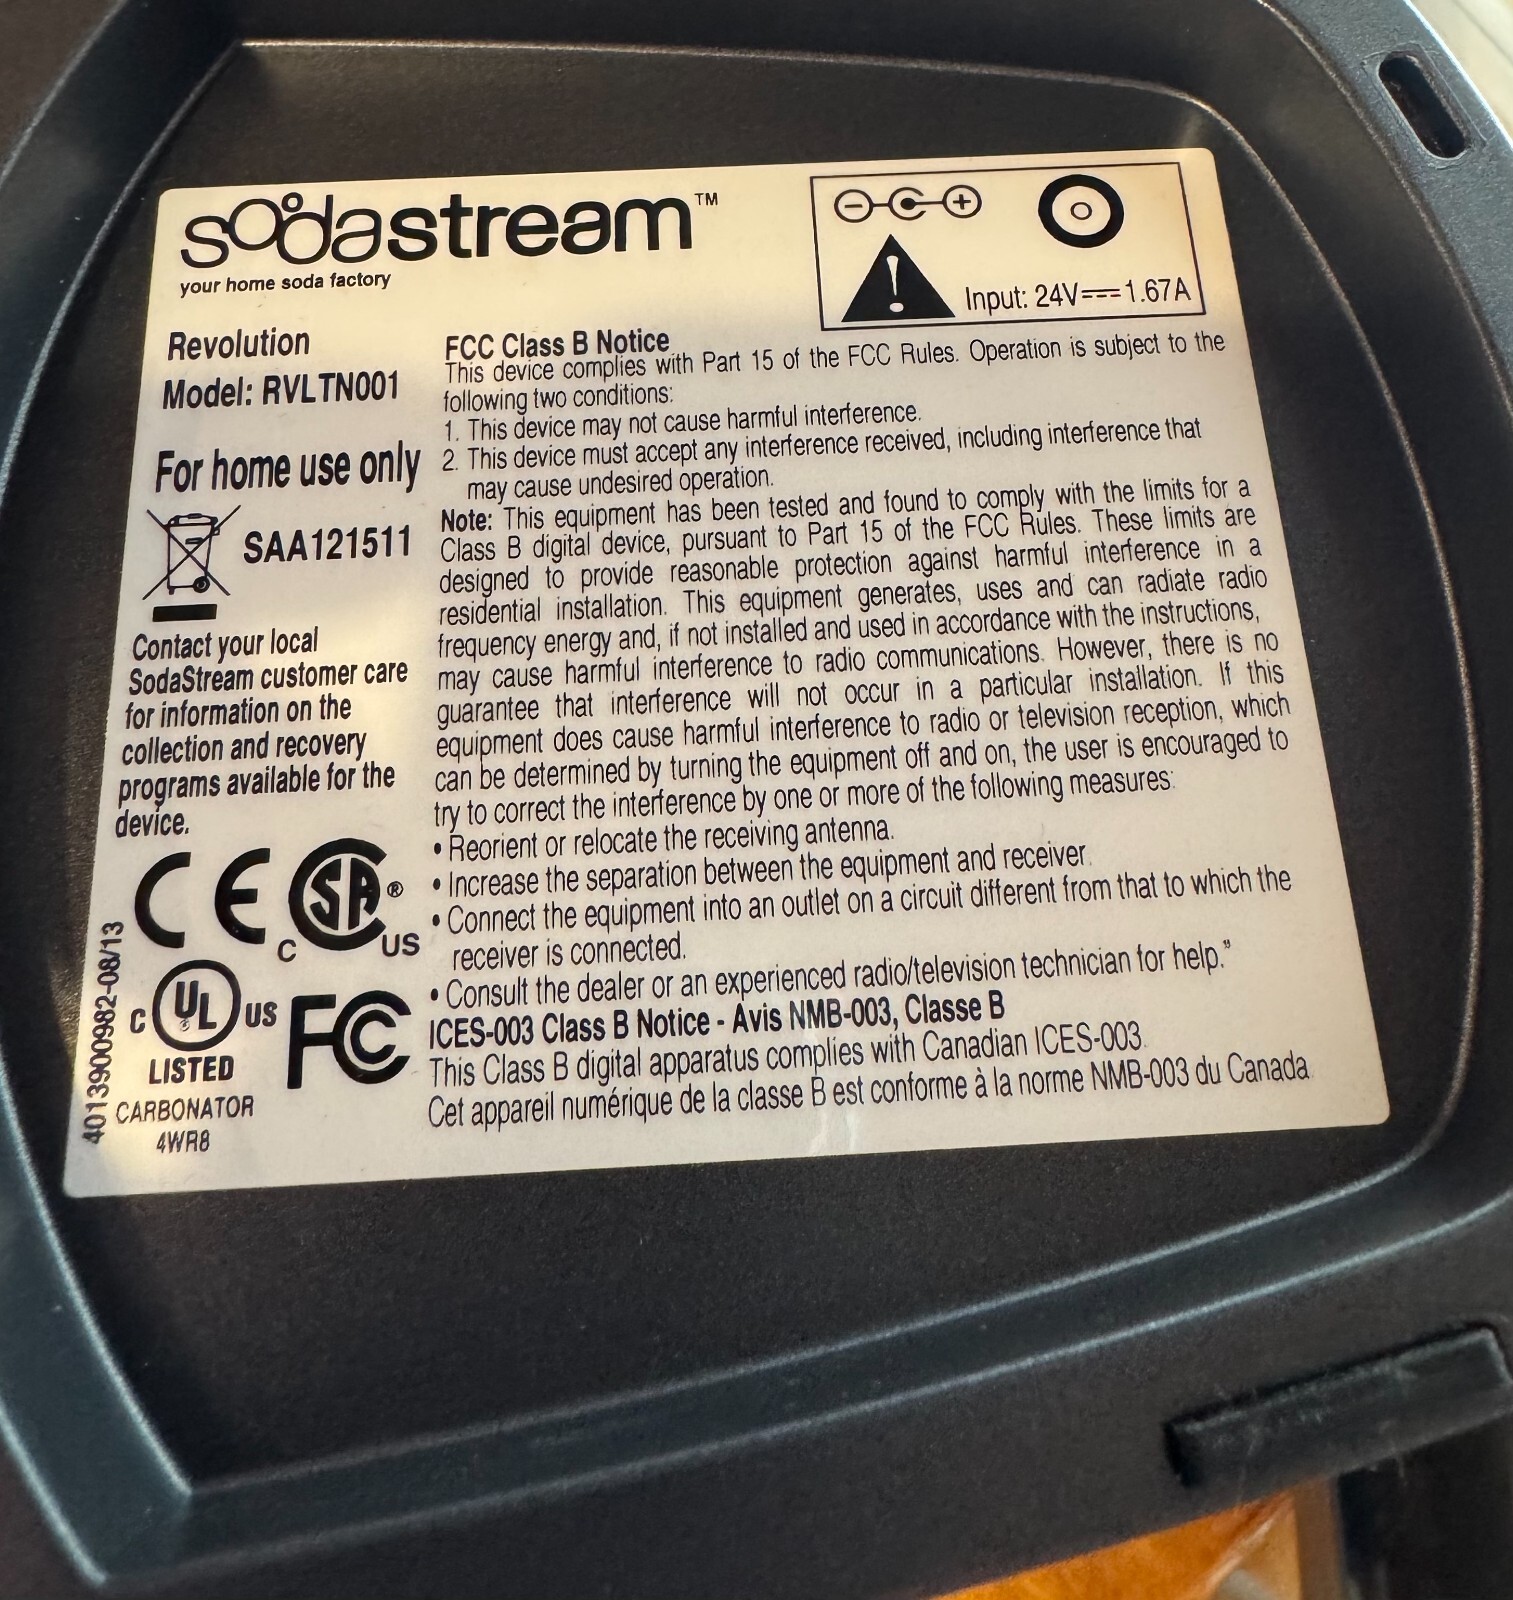 sodastream™
your home soda factory
Input: 24V⎓1.67A
Revolution
Model: RVLTN001
For home use only
SAA121511
Contact your local
SodaStream customer care
for information on the
collection and recovery
programs available for the
device.
CE
C SA® US
C UL® US
LISTED
CARBONATOR
4WR8
FC
4013900982-08/13
FCC Class B Notice
This device complies with Part 15 of the FCC Rules. Operation is subject to the
following two conditions:
1. This device may not cause harmful interference.
2. This device must accept any interference received, including interference that
may cause undesired operation.
Note: This equipment has been tested and found to comply with the limits for a
Class B digital device, pursuant to Part 15 of the FCC Rules. These limits are
designed to provide reasonable protection against harmful interference in a
residential installation. This equipment generates, uses and can radiate radio
frequency energy and, if not installed and used in accordance with the instructions,
may cause harmful interference to radio communications. However, there is no
guarantee that interference will not occur in a particular installation. If this
equipment does cause harmful interference to radio or television reception, which
can be determined by turning the equipment off and on, the user is encouraged to
try to correct the interference by one or more of the following measures:
• Reorient or relocate the receiving antenna.
• Increase the separation between the equipment and receiver.
• Connect the equipment into an outlet on a circuit different from that to which the
receiver is connected.
• Consult the dealer or an experienced radio/television technician for help."
ICES-003 Class B Notice - Avis NMB-003, Classe B
This Class B digital apparatus complies with Canadian ICES-003.
Cet appareil numérique de la classe B est conforme à la norme NMB-003 du Canada.